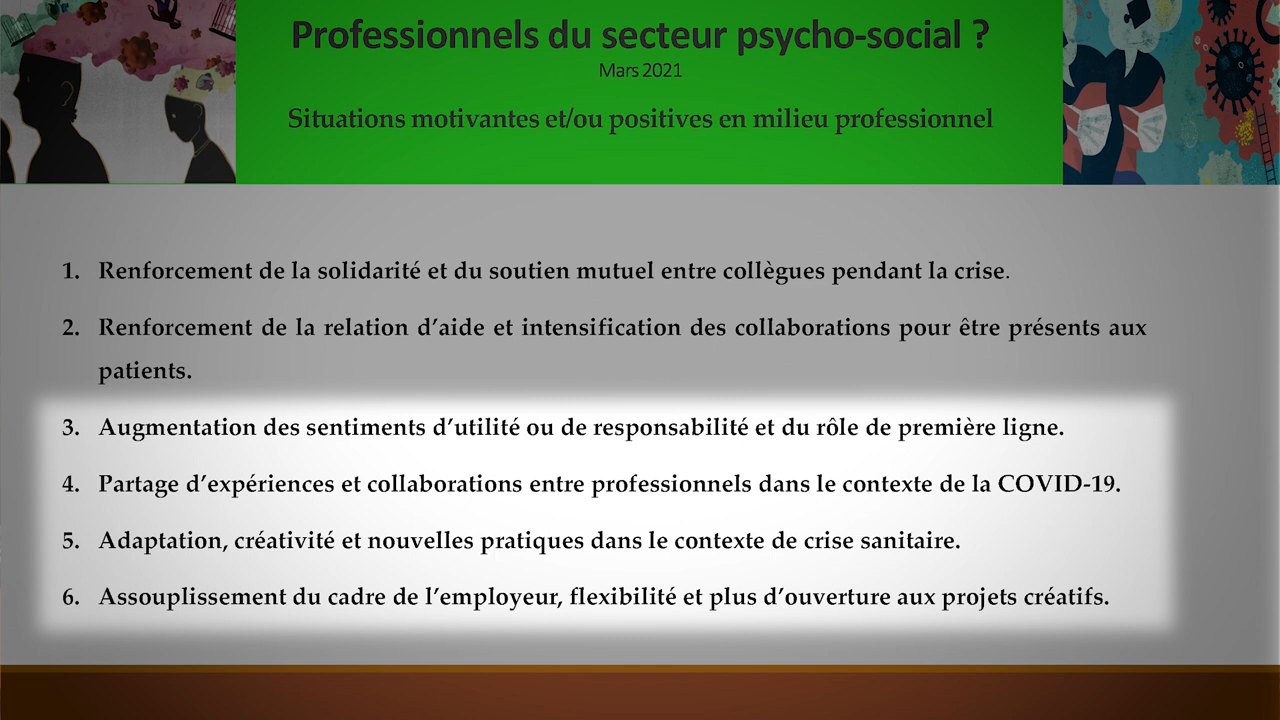 Professionnels du secteur psycho-social ?
Mars 2021
Situations motivantes et/ou positives en milieu professionnel
1. Renforcement de la solidarité et du soutien mutuel entre collègues pendant la crise.
2. Renforcement de la relation d’aide et intensification des collaborations pour être présents aux
patients.
3. Augmentation des sentiments d’utilité ou de responsabilité et du rôle de première ligne.
4. Partage d’expériences et collaborations entre professionnels dans le contexte de la COVID-19.
5. Adaptation, créativité et nouvelles pratiques dans le contexte de crise sanitaire.
6. Assouplissement du cadre de l’employeur, flexibilité et plus d’ouverture aux projets créatifs.